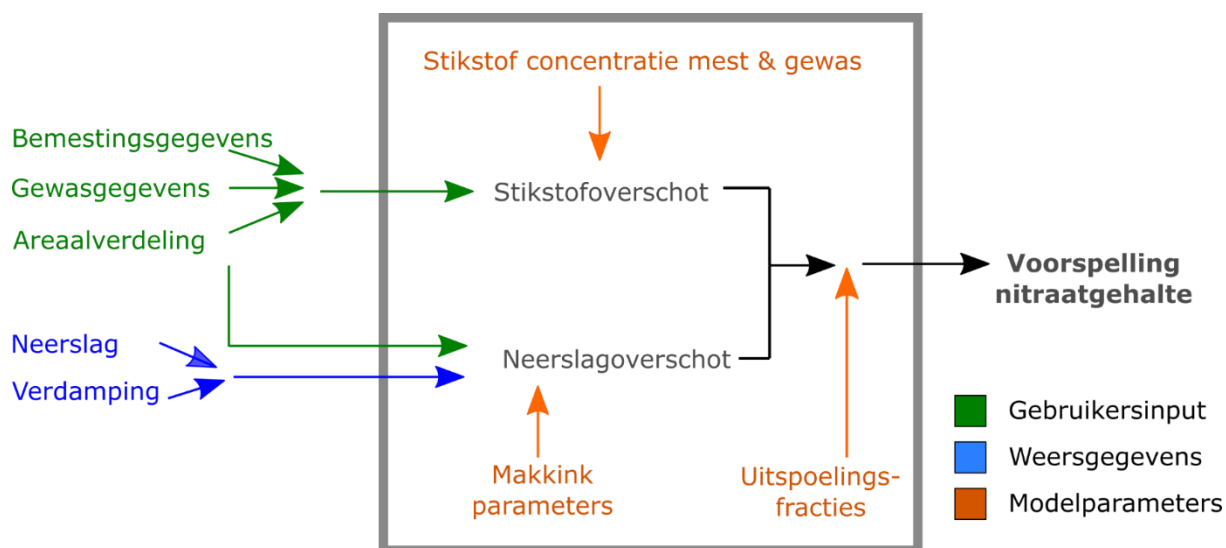 Stikstof concentratie mest & gewas
Bemestingsgegevens
Gewasgegevens
Areaalverdeling
Stikstofoverschot
Voorspelling
nitraatgehalte
Neerslag
Verdamping
Neerslagoverschot
Makkink
parameters
Uitspoelings-
fracties
Gebruikersinput
Weersgegevens
Modelparameters